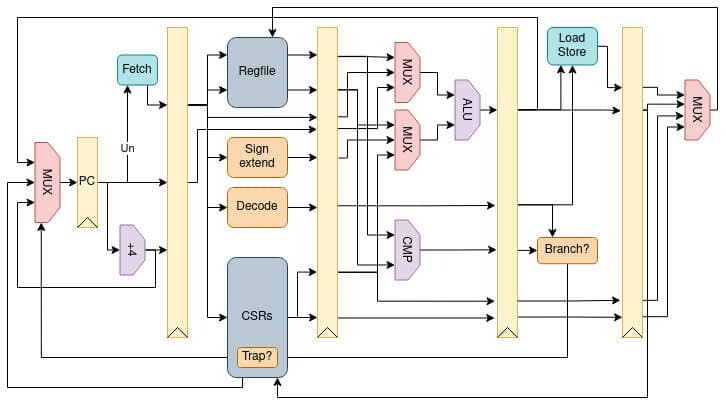 Fetch
Regfile
Load
Store
MUX
MUX
ALU
MUX
Un
Sign
extend
MUX
PC
MUX
Decode
+4
CMP
Branch?
CSRs
Trap?